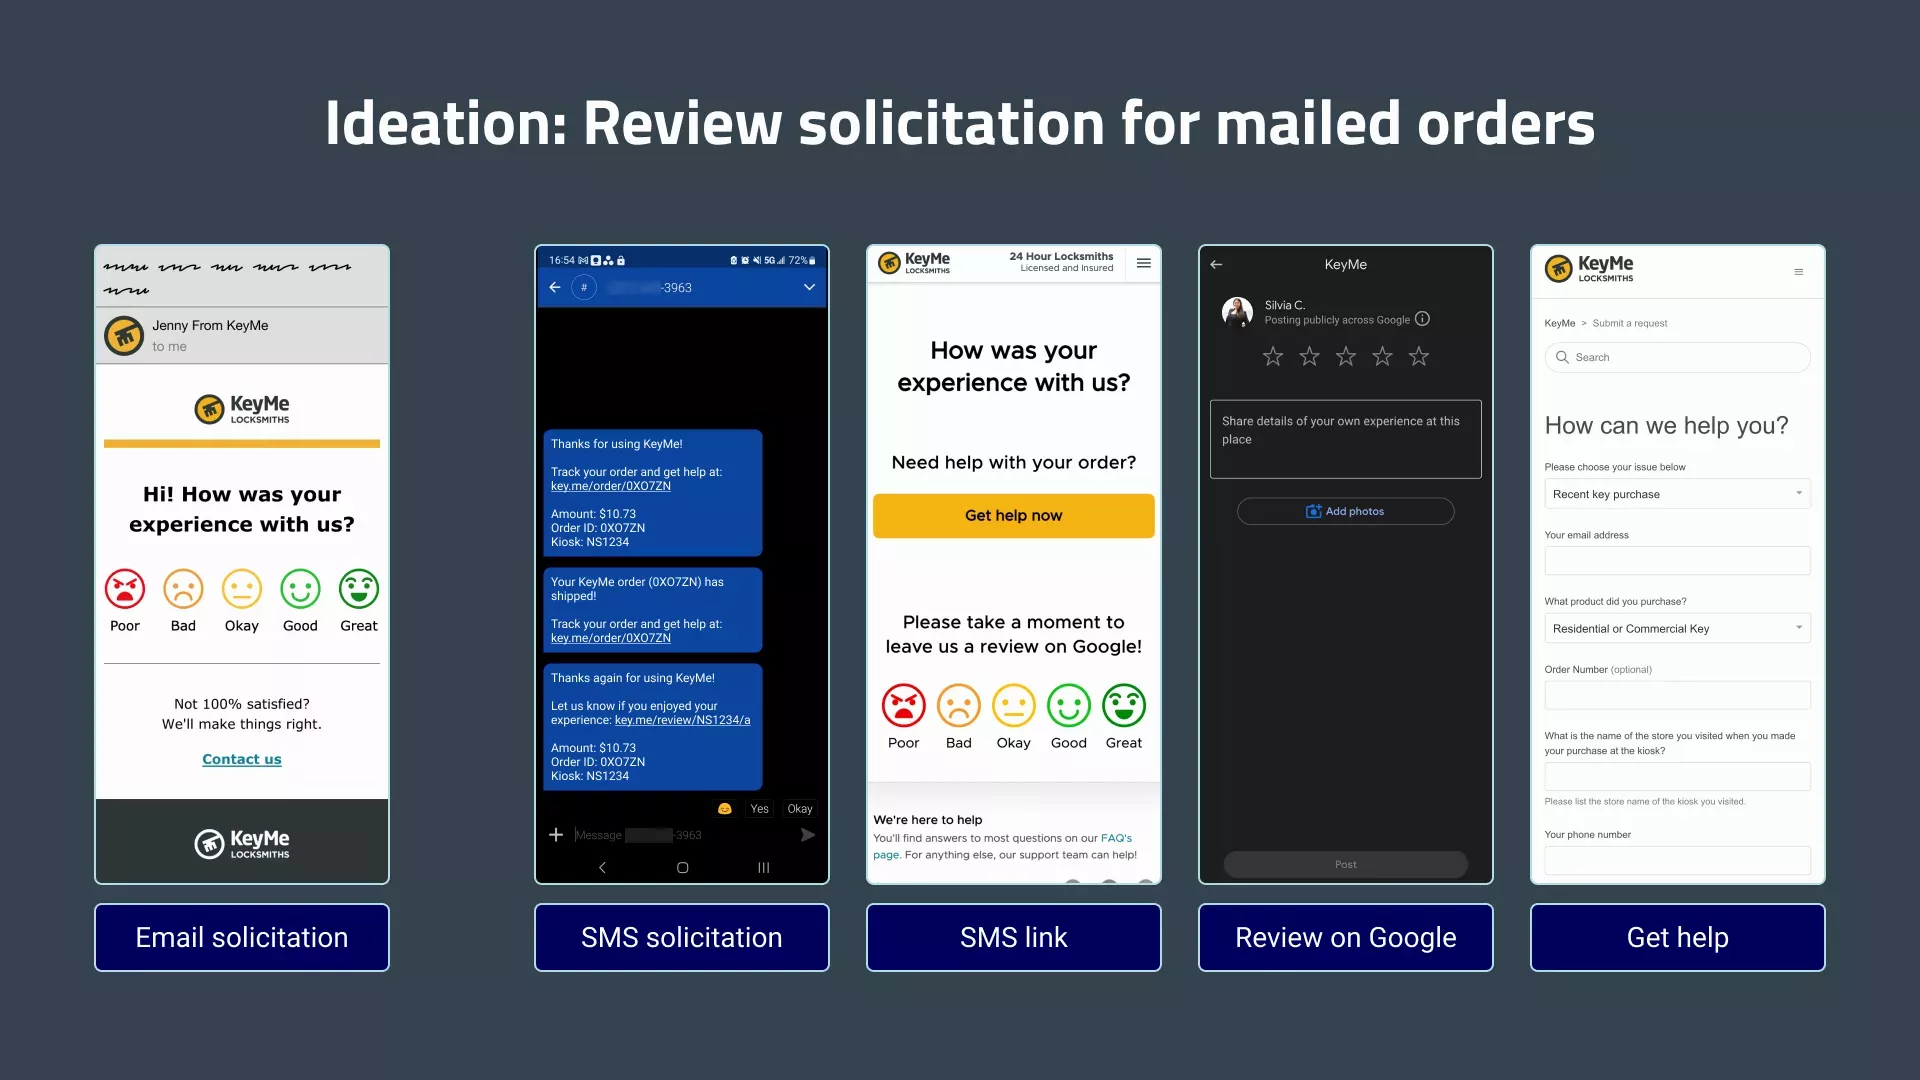 Ideation: Review solicitation for mailed orders
Jenny From KeyMe
to me
KeyMe
LOCKSMITHS
Hi! How was your
experience with us?
Poor Bad Okay Good Great
Not 100% satisfied?
We'll make things right.
Contact us
KeyMe
LOCKSMITHS
Email solicitation
16:54 5G 72%
# -3963
Thanks for using KeyMe!
Track your order and get help at:
key.me/order/0XO7ZN
Amount: $10.73
Order ID: 0XO7ZN
Kiosk: NS1234
Your KeyMe order (0XO7ZN) has
shipped!
Track your order and get help at:
key.me/order/0XO7ZN
Thanks again for using KeyMe!
Let us know if you enjoyed your
experience: key.me/review/NS1234/a
Amount: $10.73
Order ID: 0XO7ZN
Kiosk: NS1234
Yes Okay
Message -3963
SMS solicitation
KeyMe
LOCKSMITHS
24 Hour Locksmiths
Licensed and Insured
How was your
experience with us?
Need help with your order?
Get help now
Please take a moment to
leave us a review on Google!
Poor Bad Okay Good Great
We're here to help
You'll find answers to most questions on our FAQ's
page. For anything else, our support team can help!
SMS link
KeyMe
Silvia C.
Posting publicly across Google
Share details of your own experience at this
place
Add photos
Post
Review on Google
KeyMe
LOCKSMITHS
KeyMe > Submit a request
Search
How can we help you?
Please choose your issue below
Recent key purchase
Your email address
What product did you purchase?
Residential or Commercial Key
Order Number (optional)
What is the name of the store you visited when you made
your purchase at the kiosk?
Please list the store name of the kiosk you visited.
Your phone number
Get help